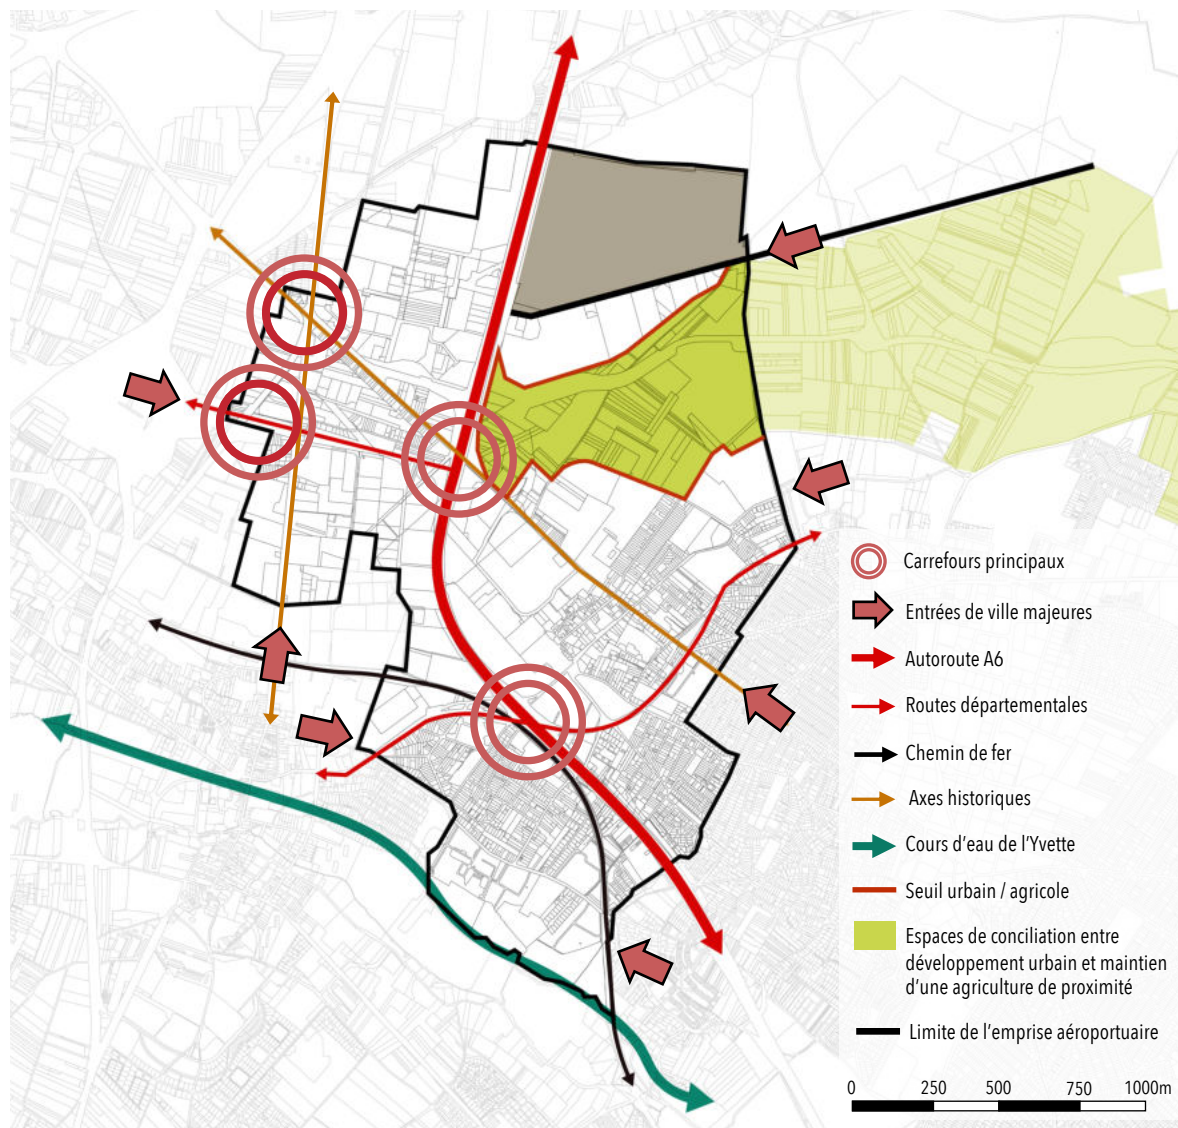 Carrefours principaux
Entrées de ville majeures
Autoroute A6
Routes départementales
Chemin de fer
Axes historiques
Cours d'eau de l'Yvette
Seuil urbain / agricole
Espaces de conciliation entre
développement urbain et maintien
d'une agriculture de proximité
Limite de l'emprise aéroportuaire
0 250 500 750 1000m